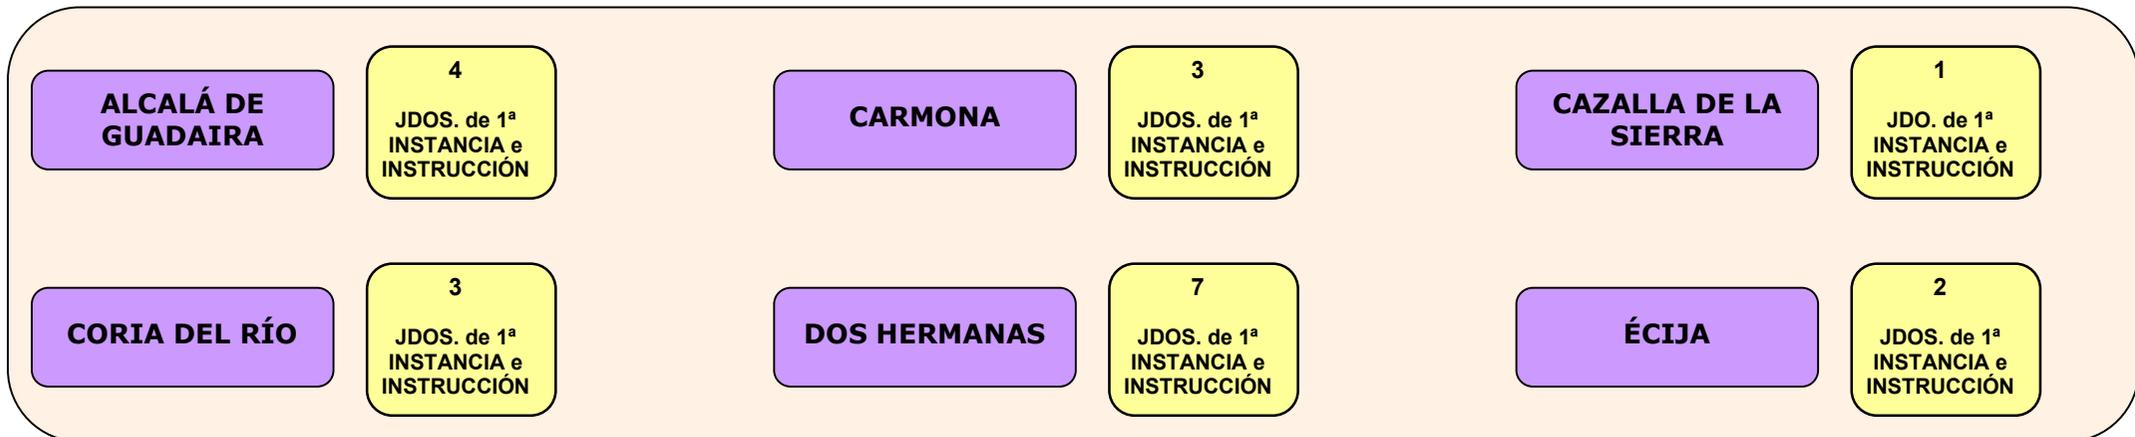 ALCALÁ DE
GUADAIRA
4
JDOS. de 1ª
INSTANCIA e
INSTRUCCIÓN
CARMONA
3
JDOS. de 1ª
INSTANCIA e
INSTRUCCIÓN
CAZALLA DE LA
SIERRA
1
JDO. de 1ª
INSTANCIA e
INSTRUCCIÓN
CORIA DEL RÍO
3
JDOS. de 1ª
INSTANCIA e
INSTRUCCIÓN
DOS HERMANAS
7
JDOS. de 1ª
INSTANCIA e
INSTRUCCIÓN
ÉCIJA
2
JDOS. de 1ª
INSTANCIA e
INSTRUCCIÓN